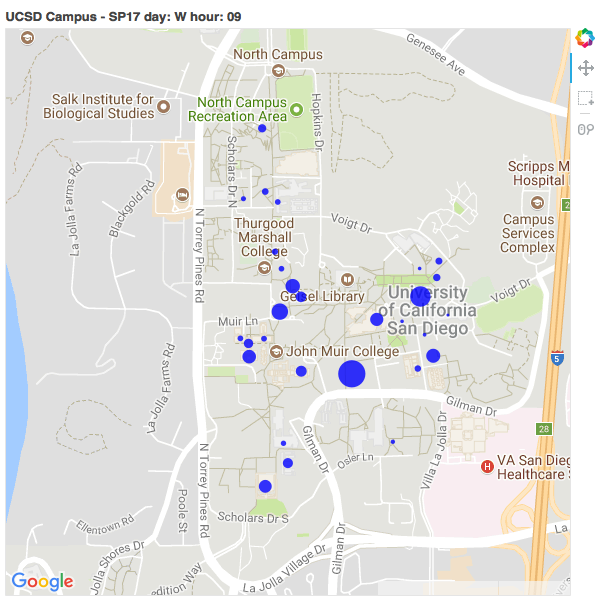 UCSD Campus - SP17 day: W hour: 09
Genesee Ave
North Campus
Salk Institute for
Biological Studies
North Campus
Recreation Area
Hopkins Dr
Scholars Dr N
La Jolla Farms Rd
Blackgold Rd
N Torrey Pines Rd
Scripps M
Hospital
2
Campus
Services
Complex
Voigt Dr
Thurgood
Marshall
College
Geisel Library
University
of California
San Diego
Voigt Dr
Muir Ln
John Muir College
La Jolla Farms Rd
5
Gilman Dr
Gilman Dr
Osler Ln
Villa La Jolla Dr
28
H
VA San Dieg
Healthcare
N Torrey Pines Rd
Poole St
Ellentown Rd
Scholars Dr S
La Jolla Shores Dr
Gilman Dr
La Jolla Village Dr
edition Way
La
Google